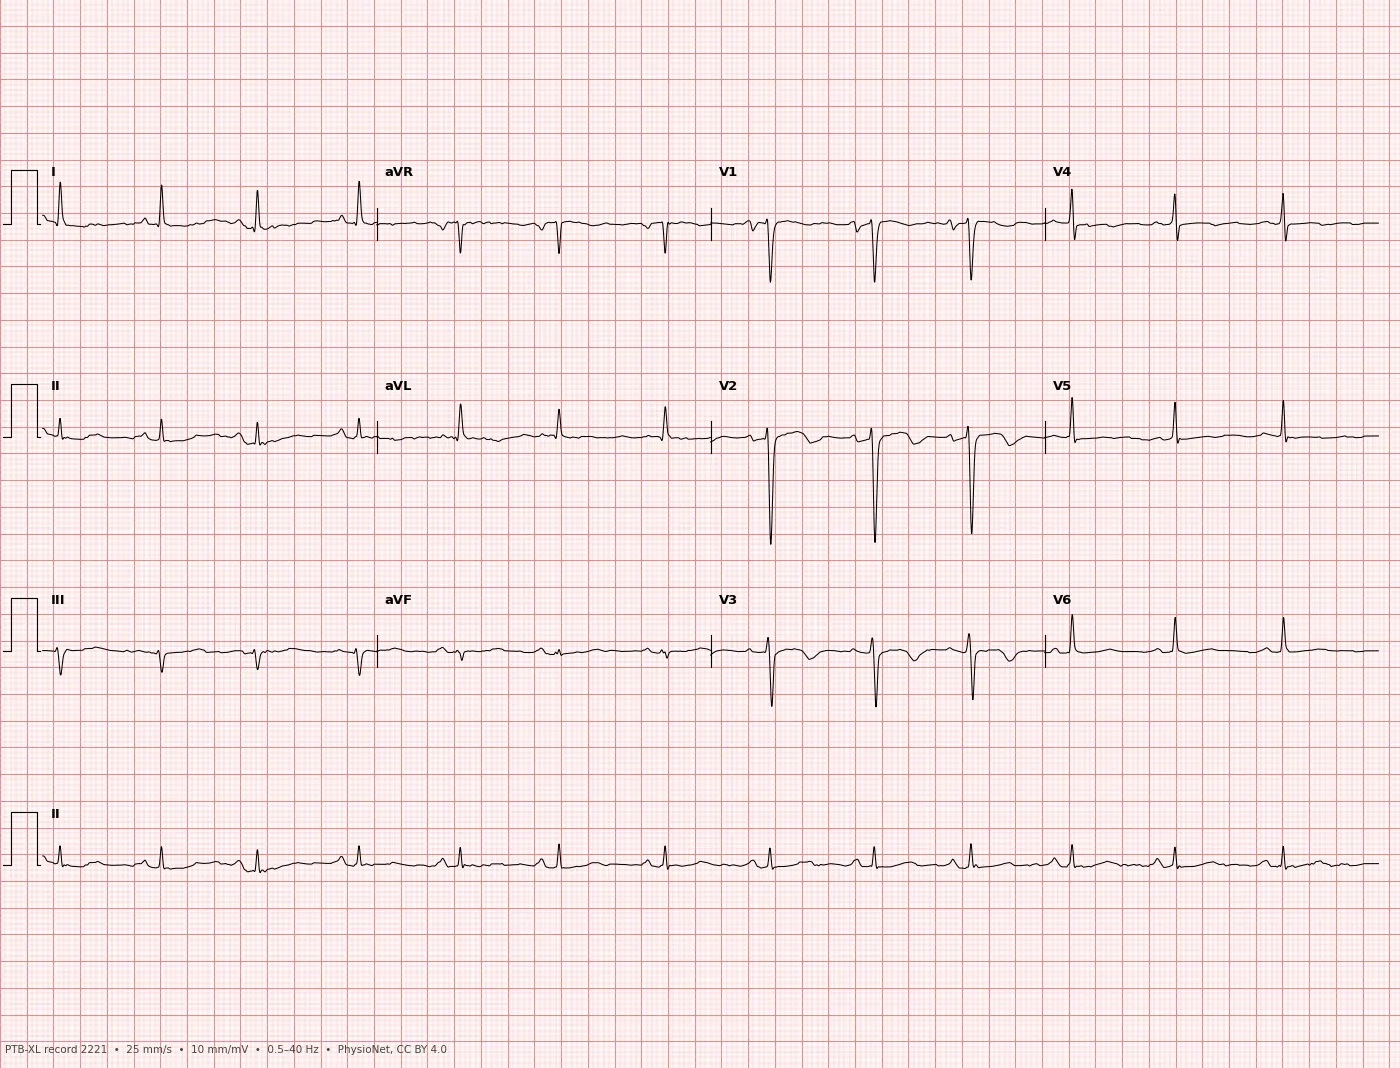 I aVR V1 V4
II aVL V2 V5
III aVF V3 V6
II
PTB-XL record 2221 • 25 mm/s • 10 mm/mV • 0.5–40 Hz • PhysioNet, CC BY 4.0